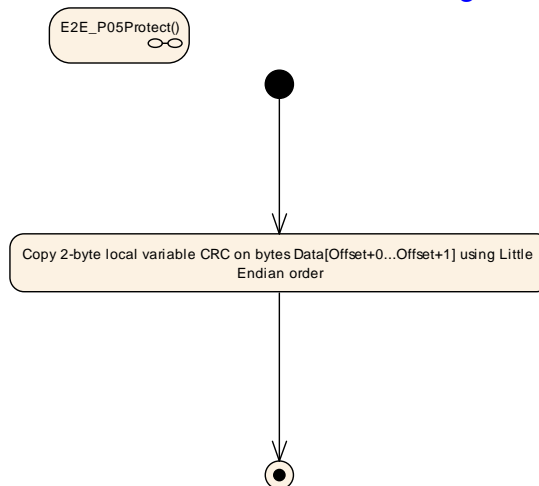 E2E_P05Protect()
Copy 2-byte local variable CRC on bytes Data[Offset+0...Offset+1] using Little
Endian order